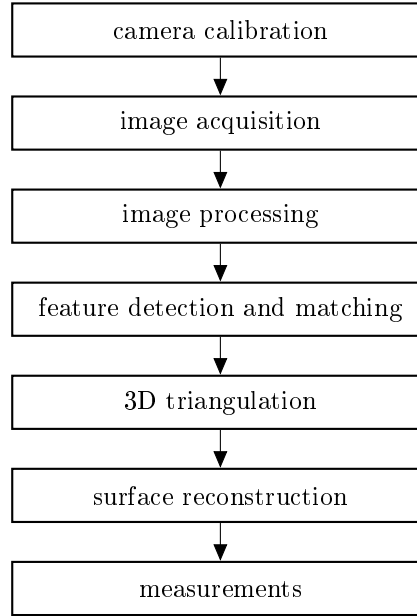 camera calibration
image acquisition
image processing
feature detection and matching
3D triangulation
surface reconstruction
measurements